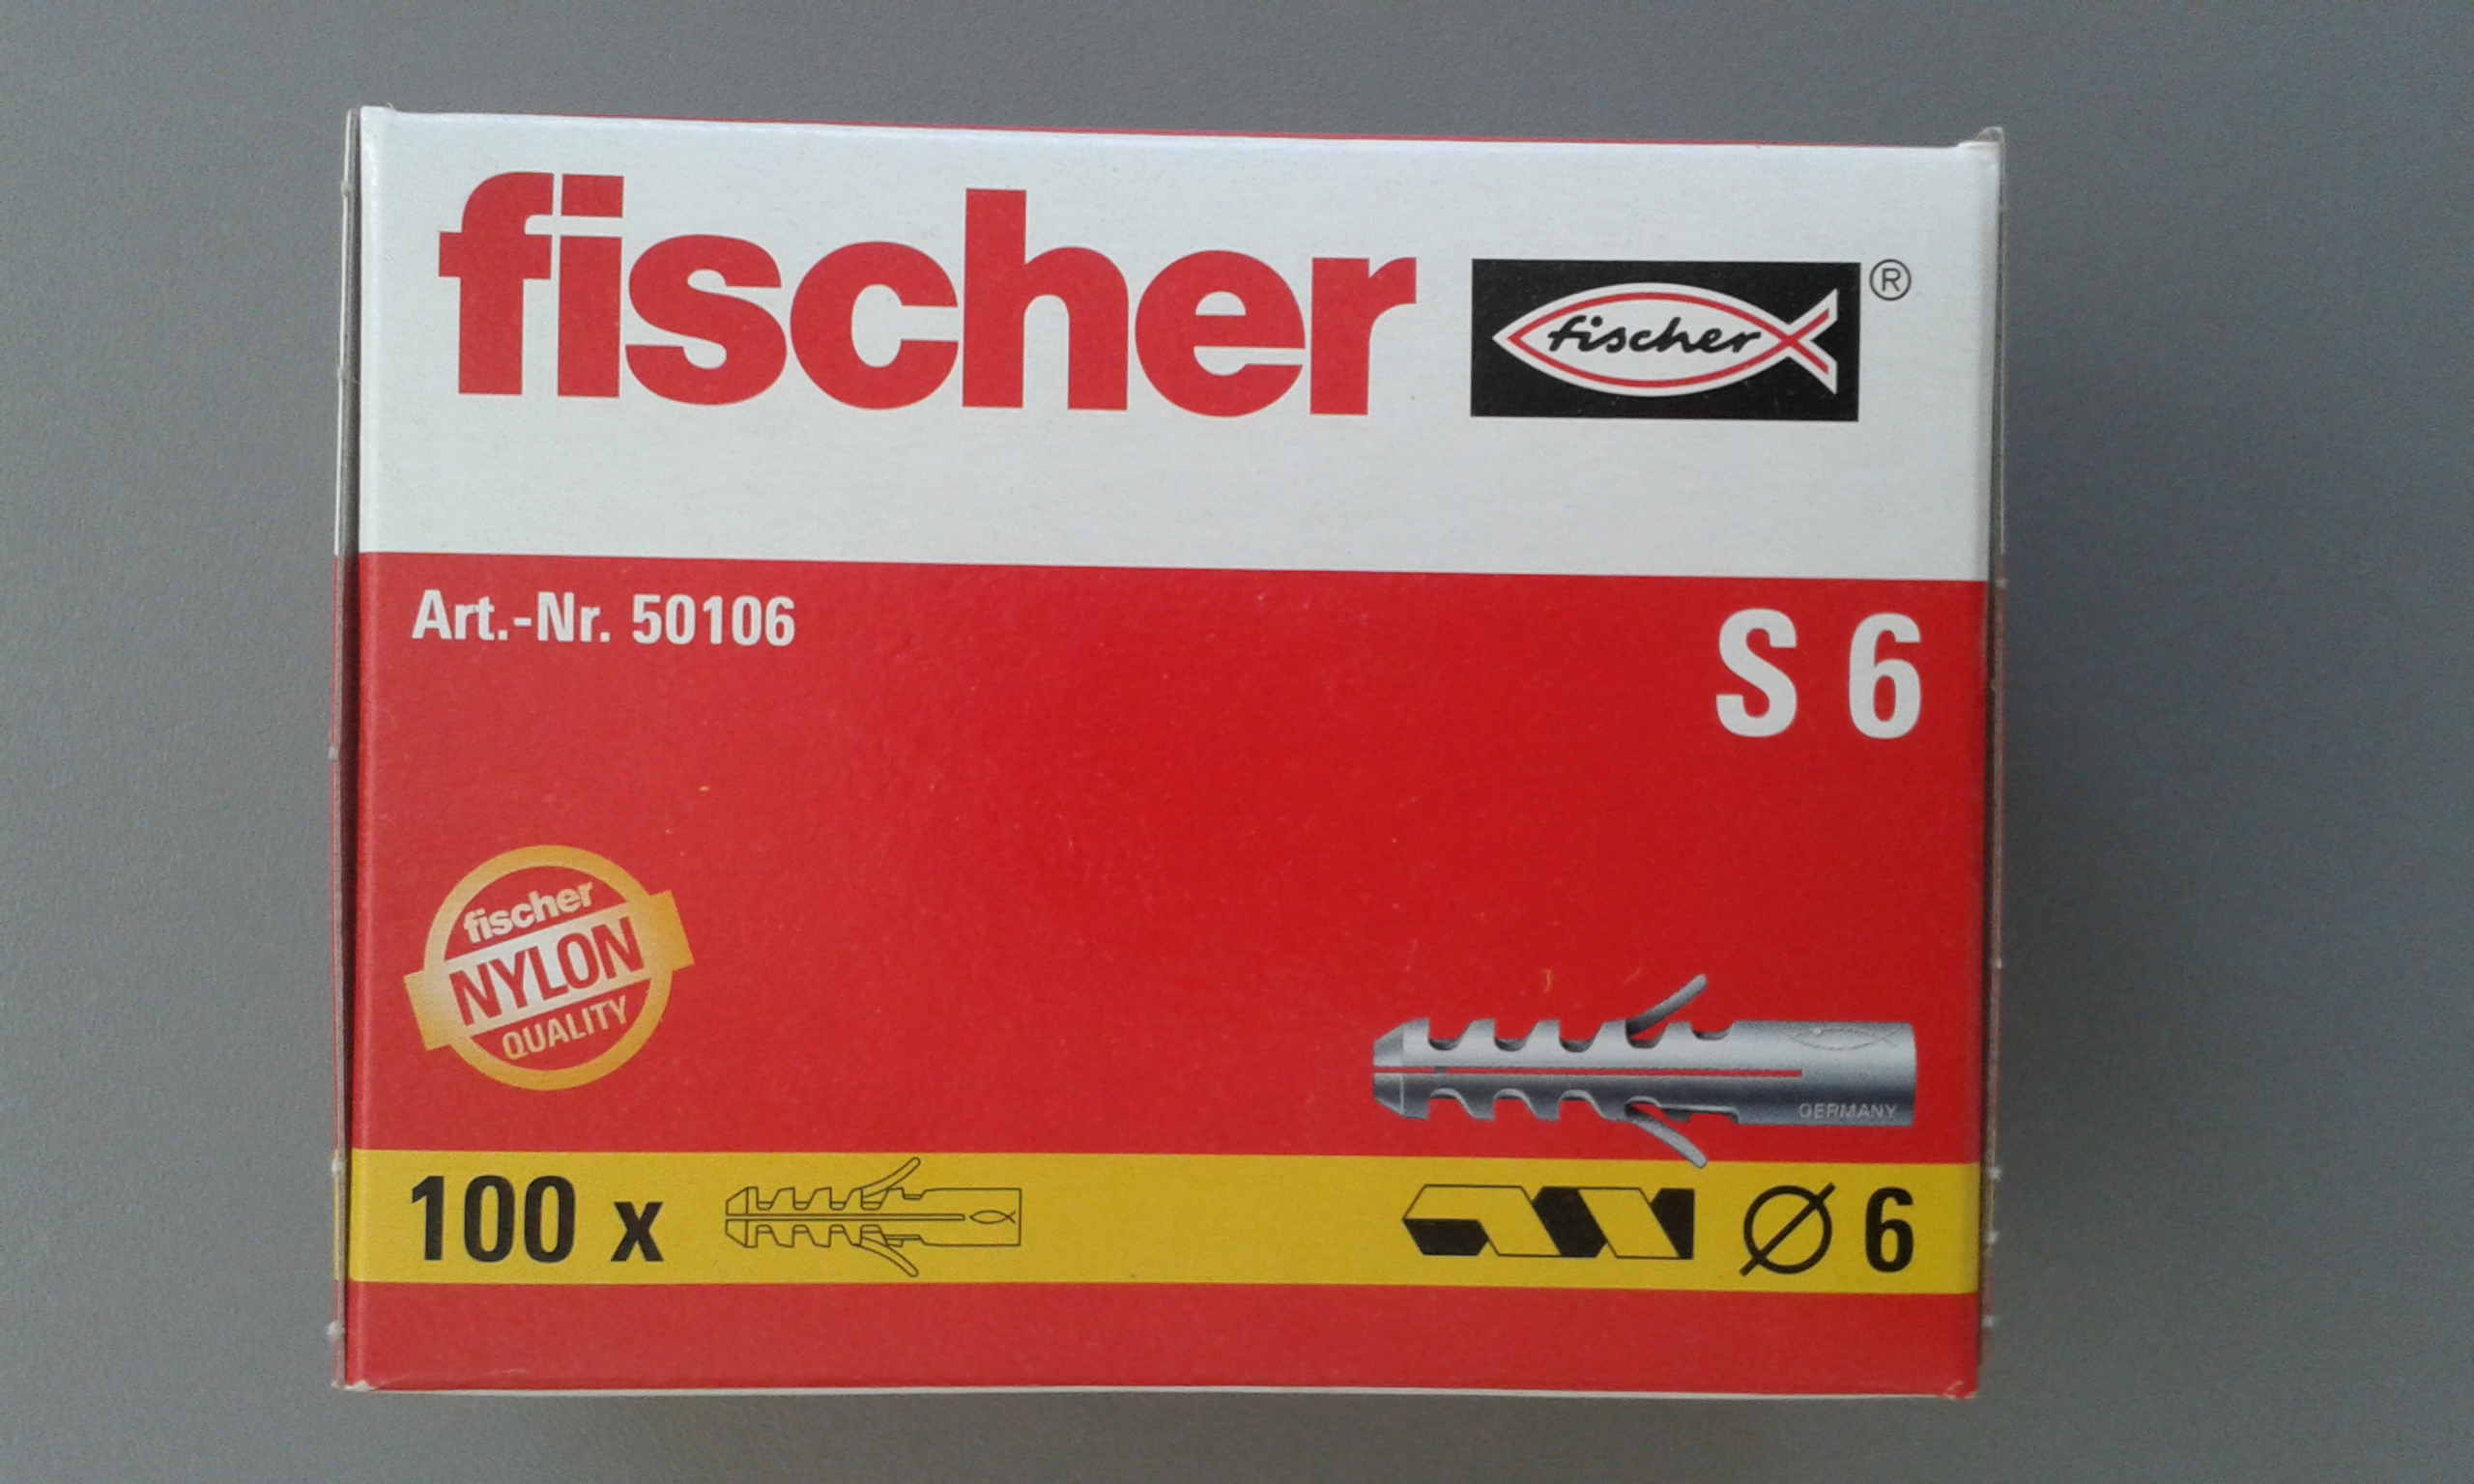 fischer
fischer ®
Art.-Nr. 50106
S 6
fischer
NYLON
QUALITY
GERMANY
100 x
Ø 6